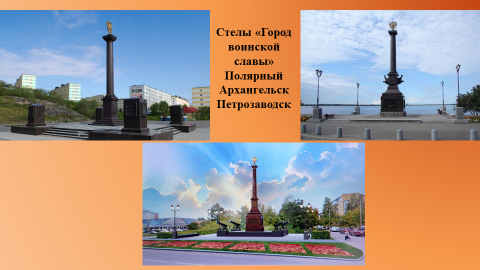 Стелы «Город
воинской
славы»
Полярный
Архангельск
Петрозаводск